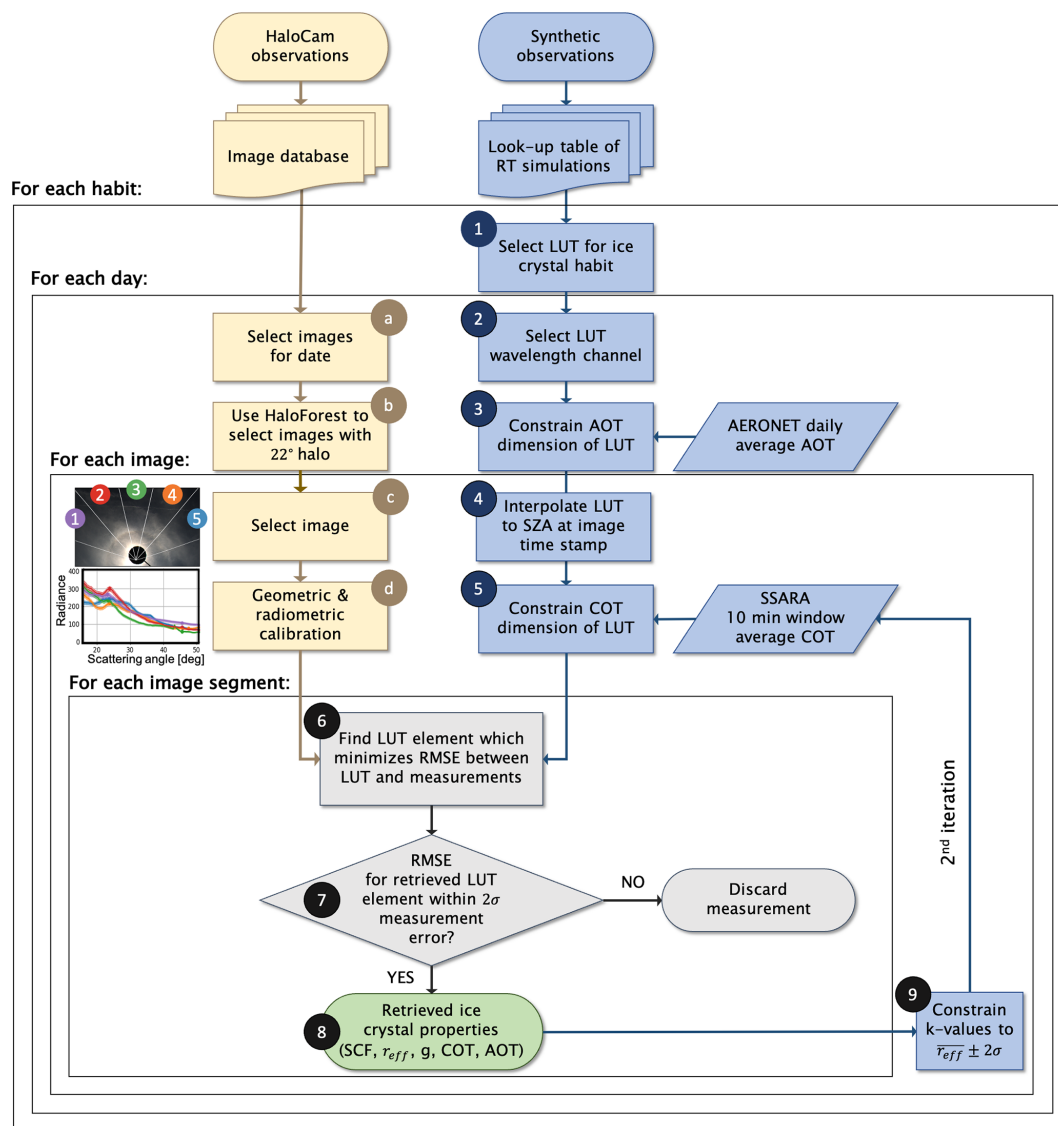 HaloCam
observations
Synthetic
observations
Image database
Look-up table of
RT simulations
For each habit:
1
Select LUT for ice
crystal habit
For each day:
a
Select images
for date
2
Select LUT
wavelength channel
b
Use HaloForest to
select images with
22° halo
3
Constrain AOT
dimension of LUT
AERONET daily
average AOT
For each image:
1
2
3
4
5
c
Select image
4
Interpolate LUT
to SZA at image
time stamp
Radiance
400
300
200
100
0
20
30
40
50
Scattering angle [deg]
d
Geometric &
radiometric
calibration
5
Constrain COT
dimension of LUT
SSARA
10 min window
average COT
For each image segment:
6
Find LUT element which
minimizes RMSE between
LUT and measurements
2nd iteration
7
RMSE
for retrieved LUT
element within 2σ
measurement
error?
NO
Discard
measurement
YES
8
Retrieved ice
crystal properties
(SCF, r_eff, g, COT, AOT)
9
Constrain
k-values to
r_eff ± 2σ